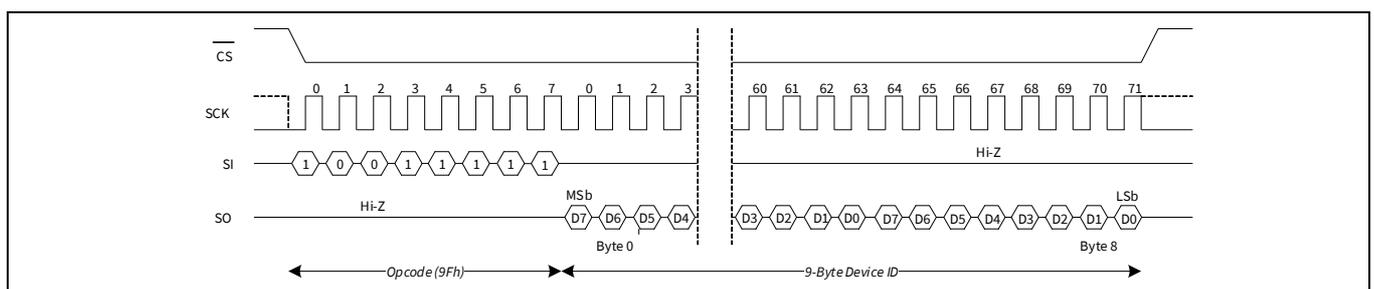 CS
0 1 2 3 4 5 6 7 0 1 2 3 60 61 62 63 64 65 66 67 68 69 70 71
SCK
Hi-Z
SI 1 0 0 1 1 1 1 1
MSb LSb
Hi-Z
SO D7 D6 D5 D4 D3 D2 D1 D0 D7 D6 D5 D4 D3 D2 D1 D0
Byte 0 Byte 8
Opcode (9Fh) 9-Byte Device ID